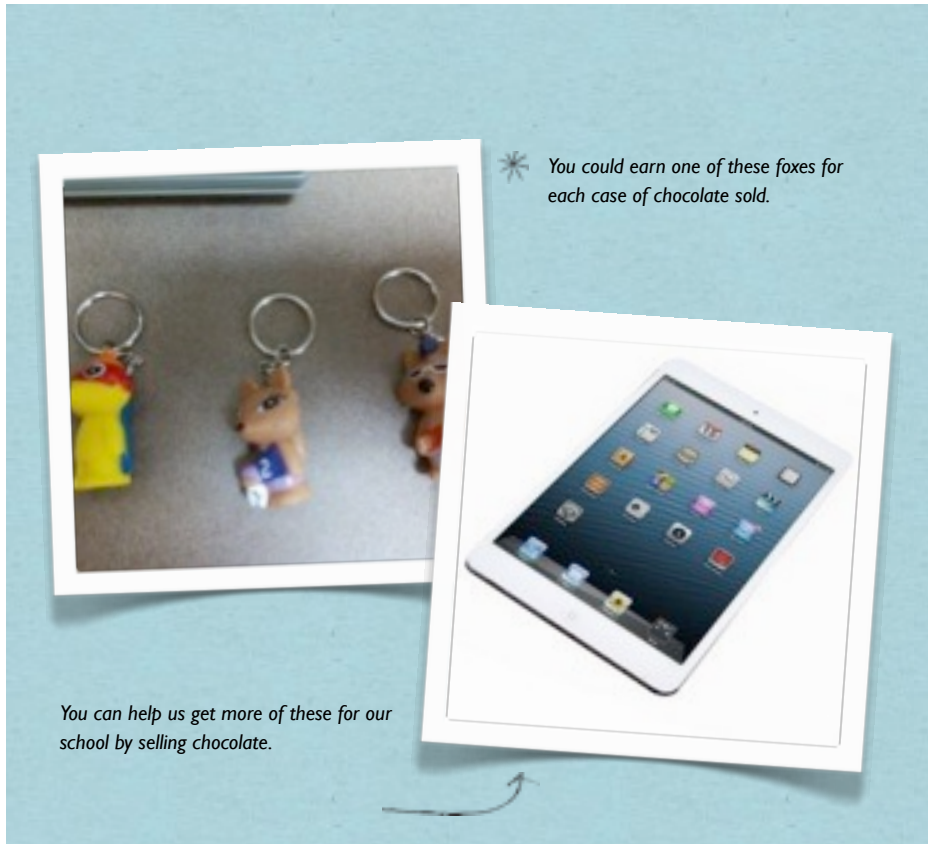 You could earn one of these foxes for
each case of chocolate sold.
You can help us get more of these for our
school by selling chocolate.